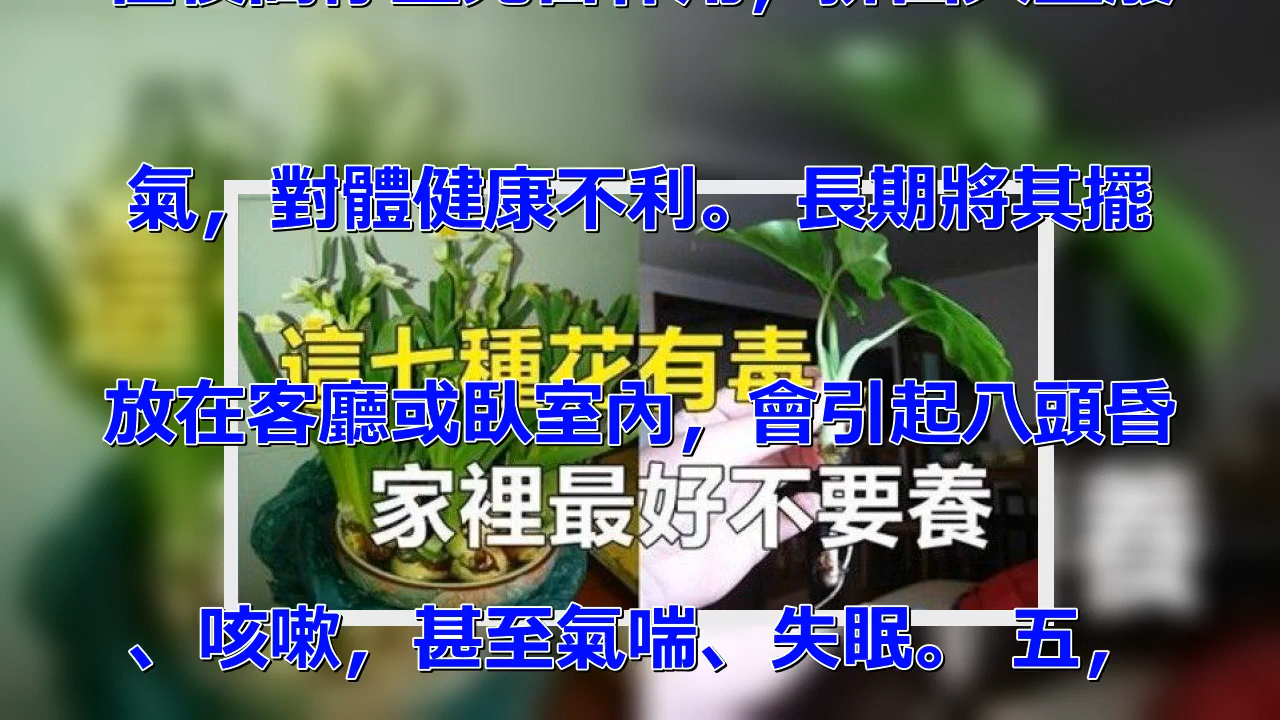 氣，對體健康不利。 長期將其擺
這七種花有毒
放在客廳或臥室內，會引起八頭昏
家裡最好不要養
、咳嗽，甚至氣喘、失眠。 五，